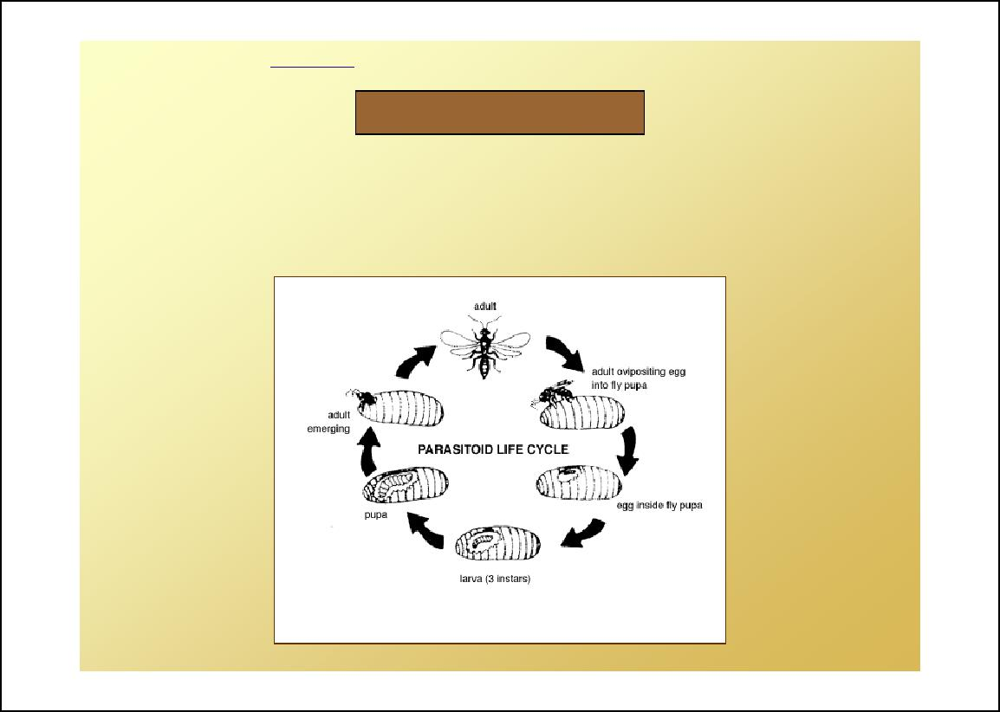 adult
adult ovipositing egg
into fly pupa
adult
emerging
PARASITOID LIFE CYCLE
egg inside fly pupa
pupa
larva (3 instars)